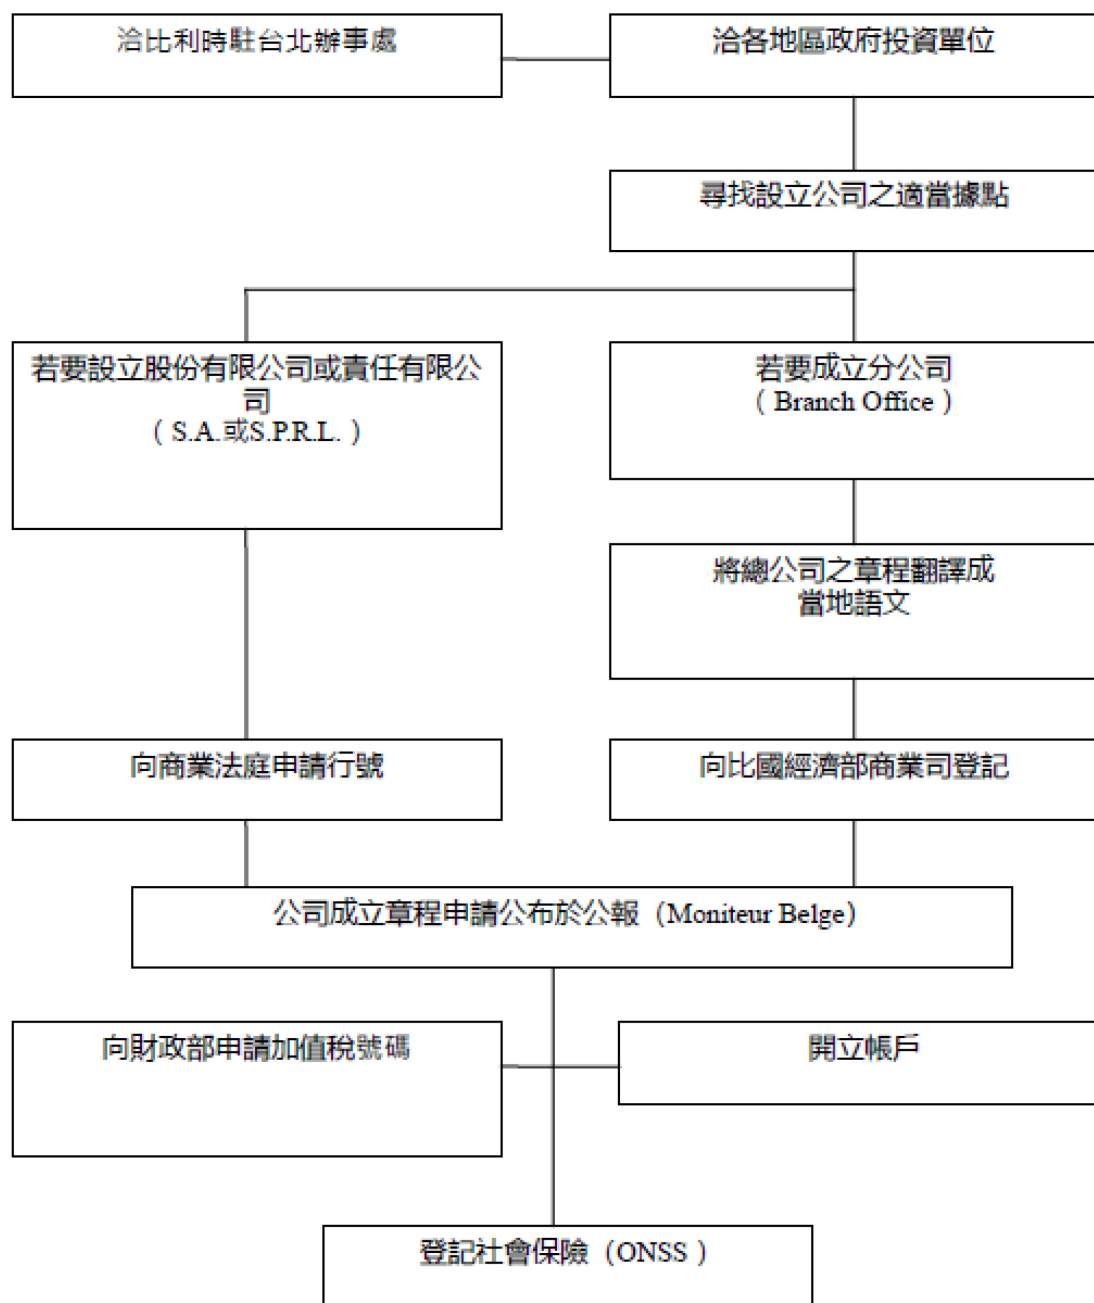 洽比利時駐台北辦事處
洽各地區政府投資單位
尋找設立公司之適當據點
若要設立股份有限公司或責任有限公
司
（S.A.或S.P.R.L.）
若要成立分公司
（Branch Office）
將總公司之章程翻譯成
當地語文
向商業法庭申請行號
向比國經濟部商業司登記
公司成立章程申請公布於公報（Moniteur Belge）
向財政部申請加值稅號碼
開立帳戶
登記社會保險（ONSS）